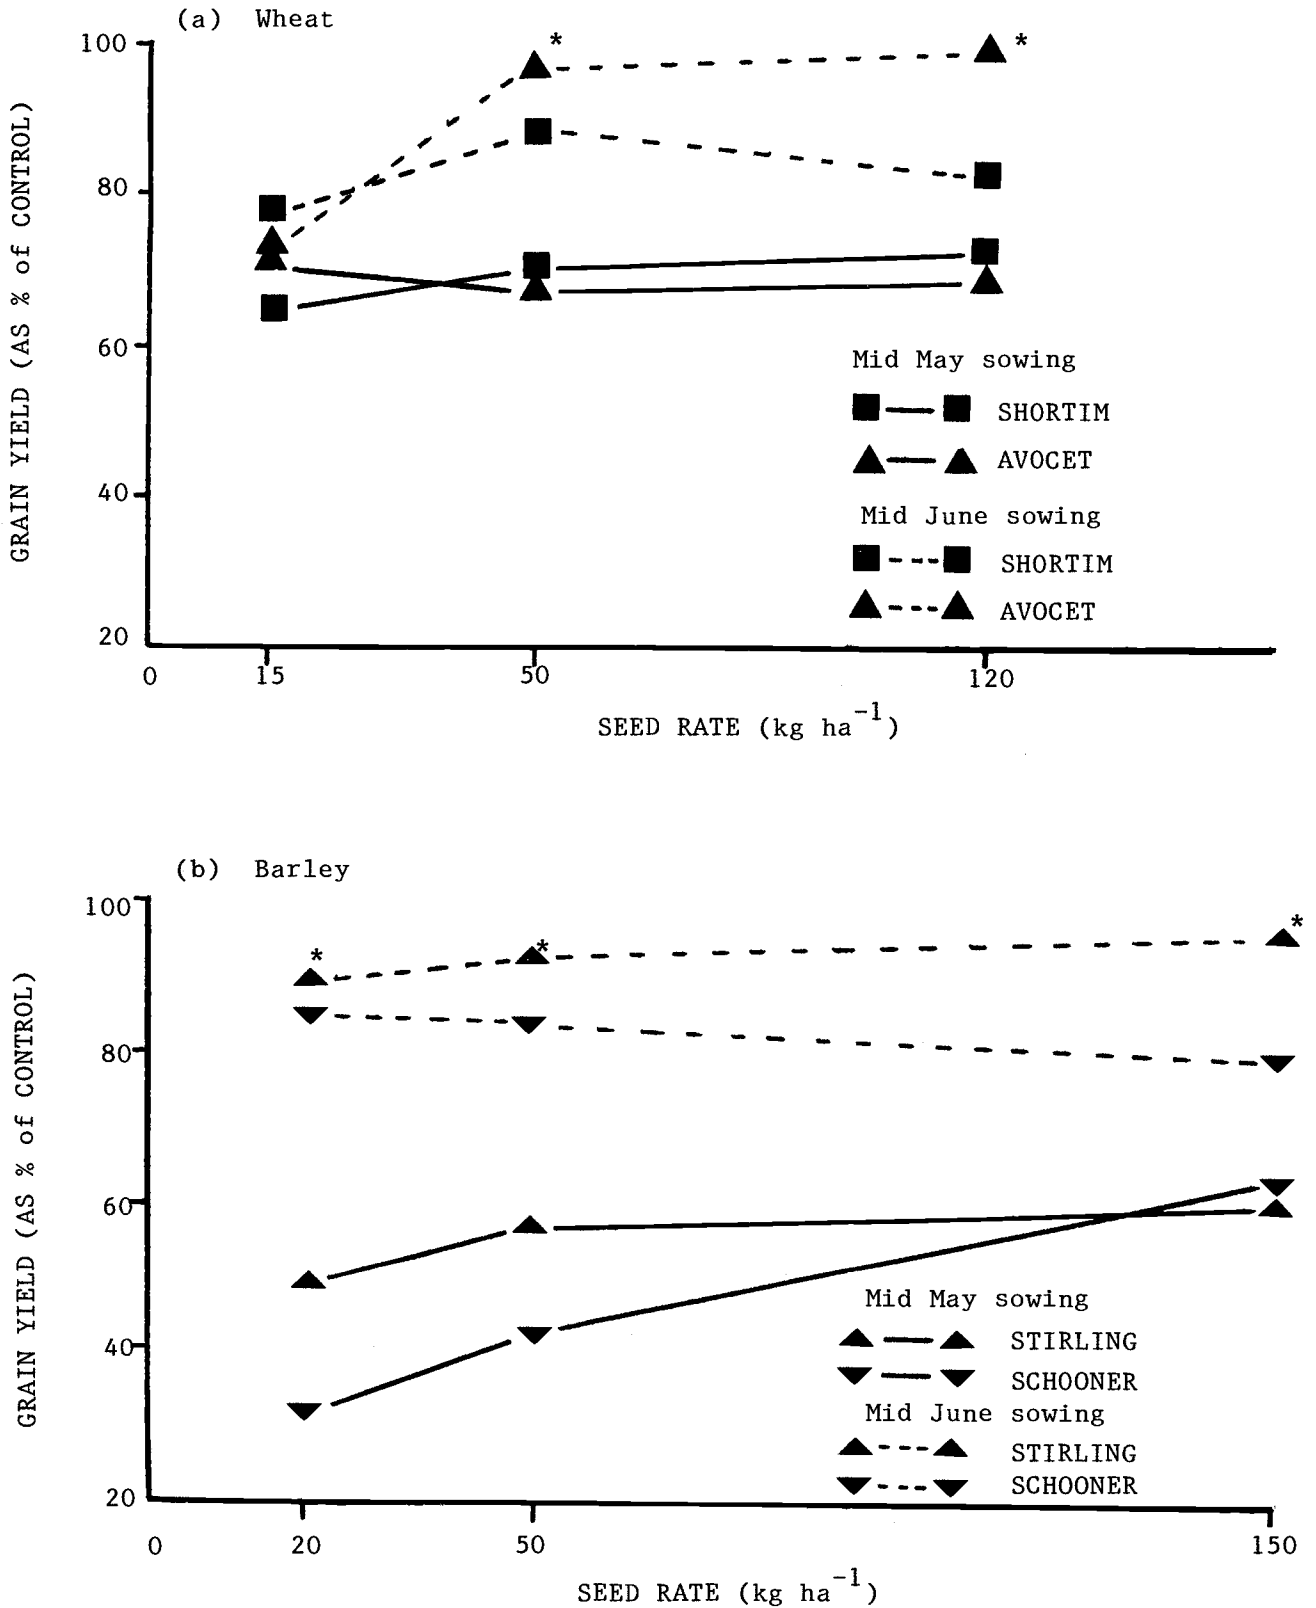 (a) Wheat
GRAIN YIELD (AS % of CONTROL)
100
80
60
40
20
*
*
Mid May sowing
SHORTIM
AVOCET
Mid June sowing
SHORTIM
AVOCET
0 15 50 120
SEED RATE (kg ha⁻¹)
(b) Barley
GRAIN YIELD (AS % of CONTROL)
100
80
60
40
20
*
*
*
Mid May sowing
STIRLING
SCHOONER
Mid June sowing
STIRLING
SCHOONER
0 20 50 150
SEED RATE (kg ha⁻¹)